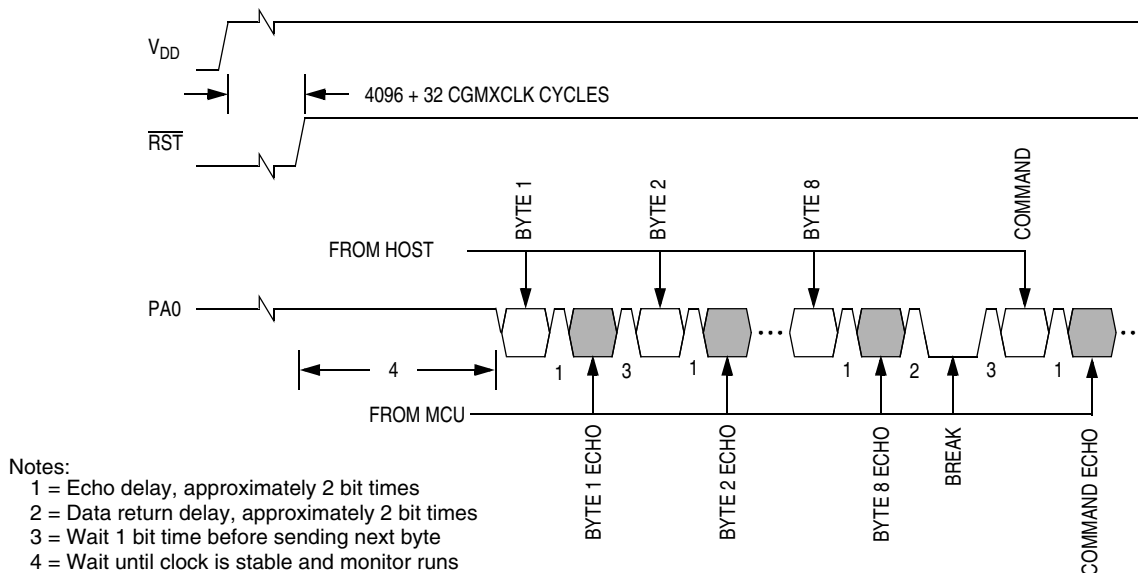 VDD
4096 + 32 CGMXCLK CYCLES
RST
BYTE 1
BYTE 2
BYTE 8
COMMAND
FROM HOST
PA0
...
...
1
3
1
1
2
3
1
4
FROM MCU
BYTE 1 ECHO
BYTE 2 ECHO
BYTE 8 ECHO
BREAK
COMMAND ECHO
Notes:
1 = Echo delay, approximately 2 bit times
2 = Data return delay, approximately 2 bit times
3 = Wait 1 bit time before sending next byte
4 = Wait until clock is stable and monitor runs